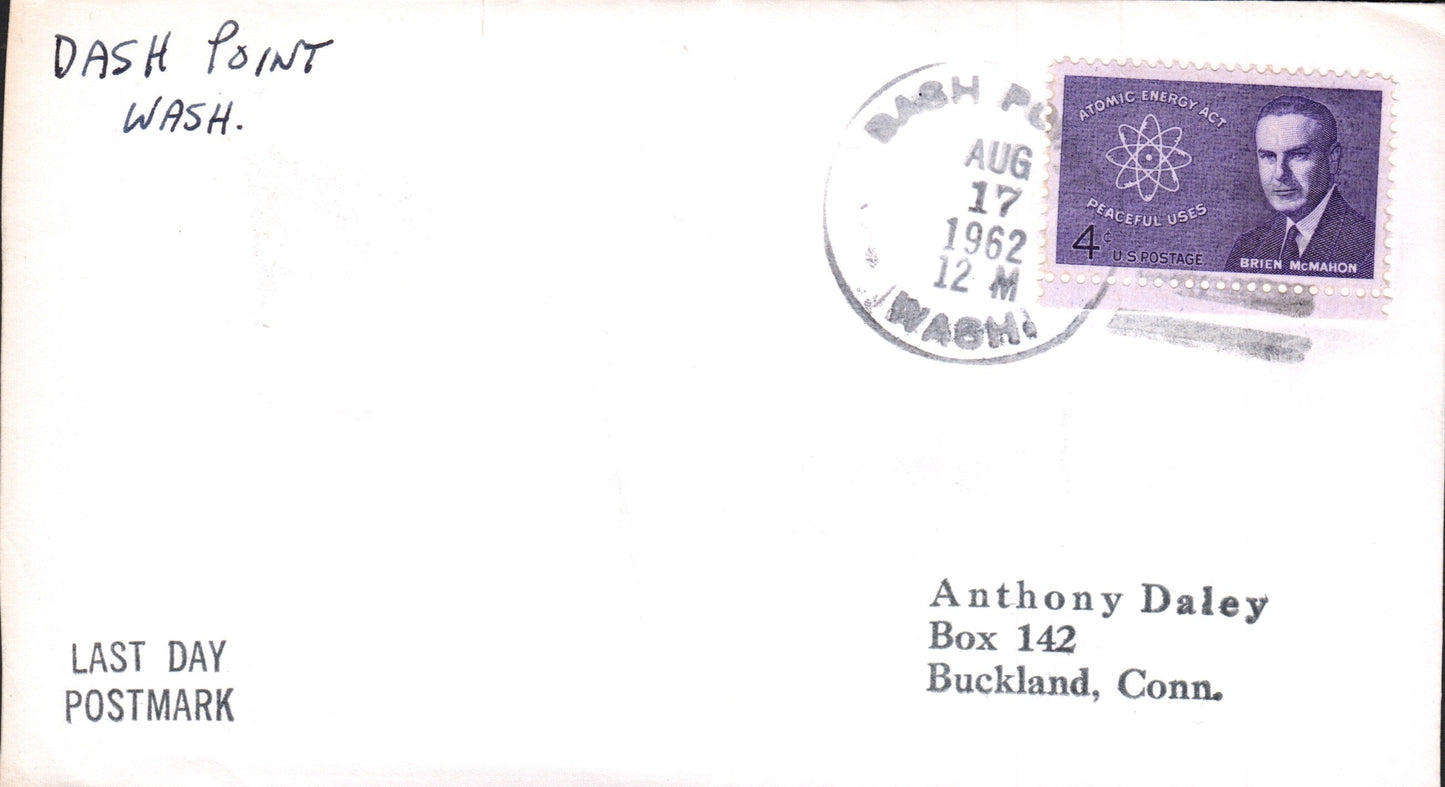 DASH POINT
WASH.
DASH
AUG
17
1962
12 M
WASH.
ATOMIC ENERGY ACT
PEACEFUL USES
4¢
U.S. POSTAGE
BRIEN McMAHON
Anthony Daley
Box 142
Buckland, Conn.
LAST DAY
POSTMARK